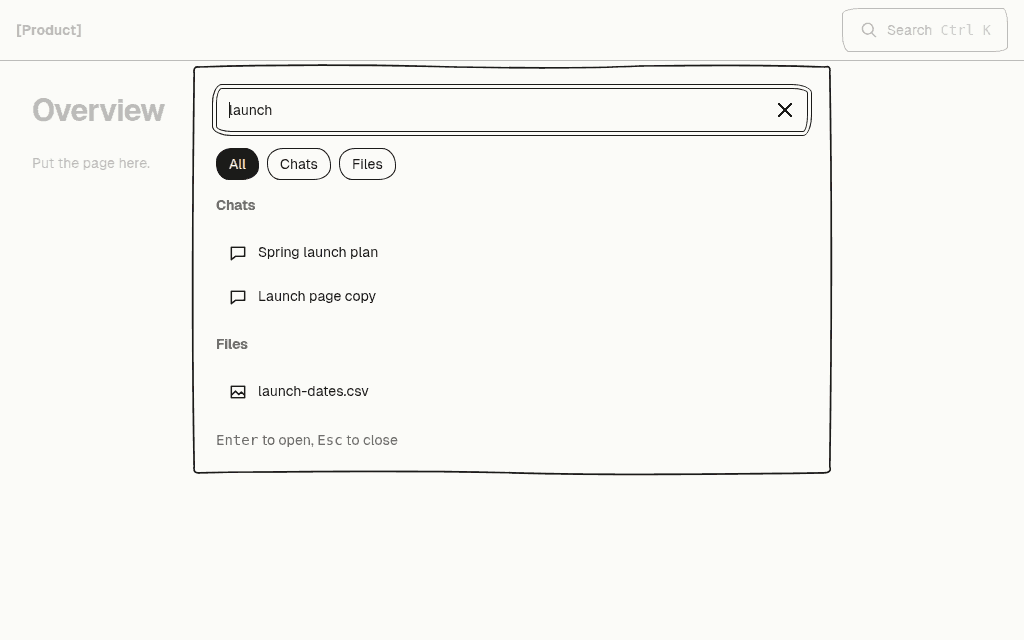 [Product]
Search Ctrl K
Overview
Put the page here.
launch
All Chats Files
Chats
Spring launch plan
Launch page copy
Files
launch-dates.csv
Enter to open, Esc to close